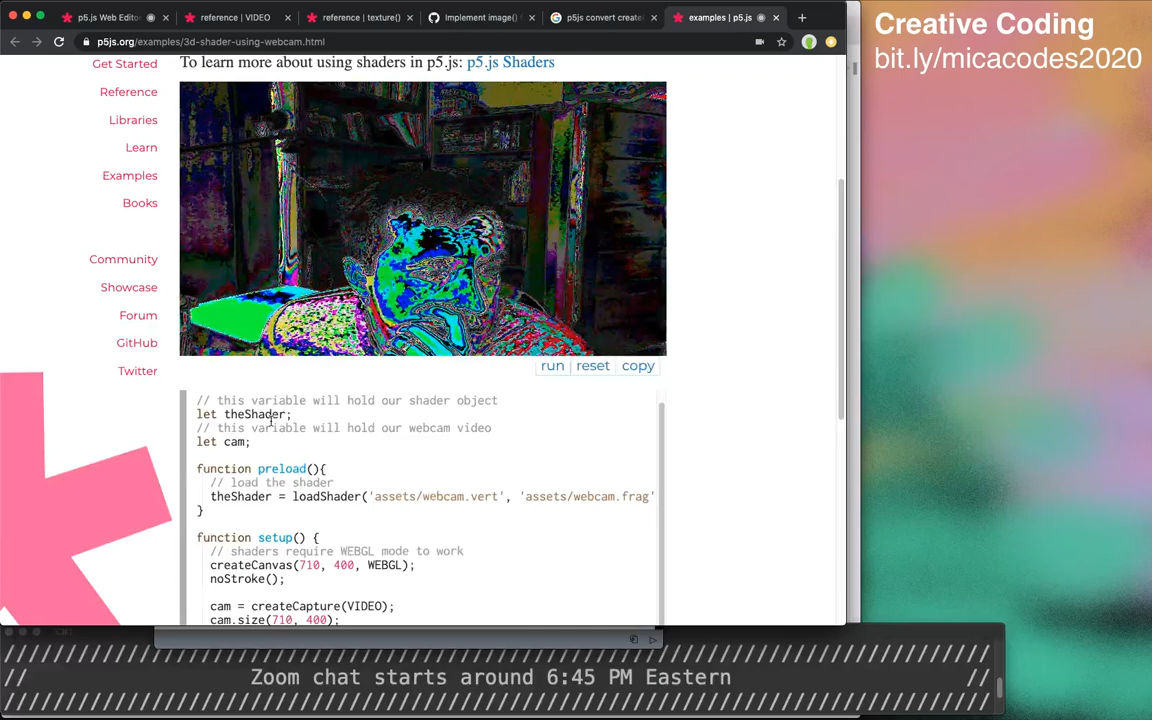 p5.js Web Editor
reference | VIDEO
reference | texture()
Implement image()
p5js convert create
examples | p5.js
p5js.org/examples/3d-shader-using-webcam.html
Creative Coding
bit.ly/micacodes2020
Get Started
Reference
Libraries
Learn
Examples
Books
Community
Showcase
Forum
GitHub
Twitter
To learn more about using shaders in p5.js: p5.js Shaders
run reset copy
// this variable will hold our shader object
let theShader;
// this variable will hold our webcam video
let cam;
function preload(){
// load the shader
theShader = loadShader('assets/webcam.vert', 'assets/webcam.frag'
}
function setup() {
// shaders require WEBGL mode to work
createCanvas(710, 400, WEBGL);
noStroke();
cam = createCapture(VIDEO);
cam.size(710, 400);
////////////////////////////////////////////////////////////////////////
// Zoom chat starts around 6:45 PM Eastern //
////////////////////////////////////////////////////////////////////////